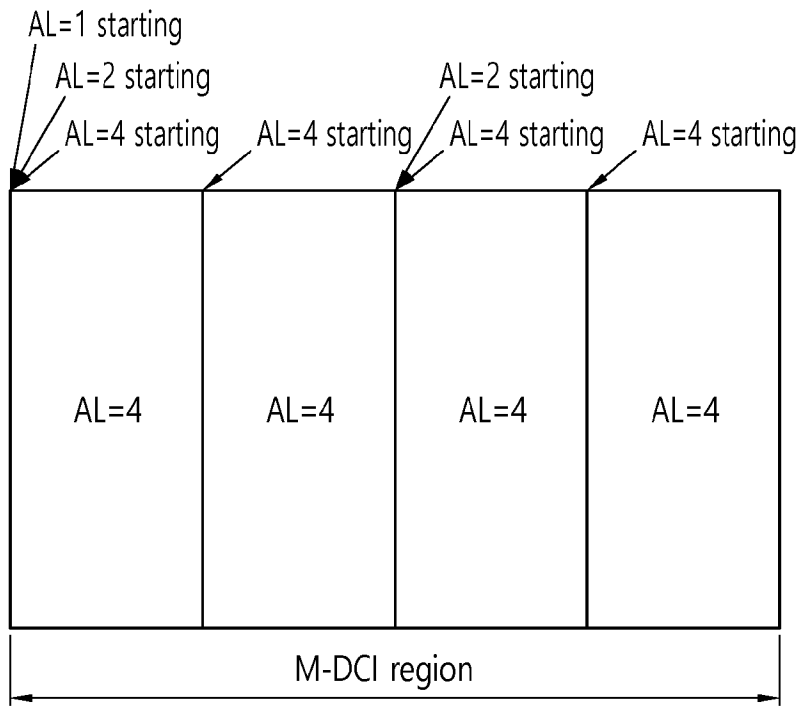 AL=1 starting
AL=2 starting AL=2 starting
AL=4 starting AL=4 starting AL=4 starting AL=4 starting
AL=4 AL=4 AL=4 AL=4
M-DCI region